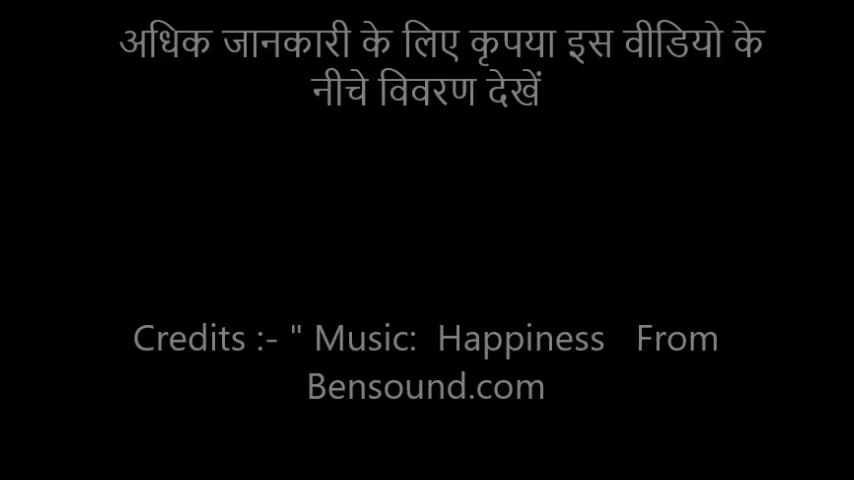 अधिक जानकारी के लिए कृपया इस वीडियो के
नीचे विवरण देखें
Credits :- " Music:  Happiness   From
Bensound.com